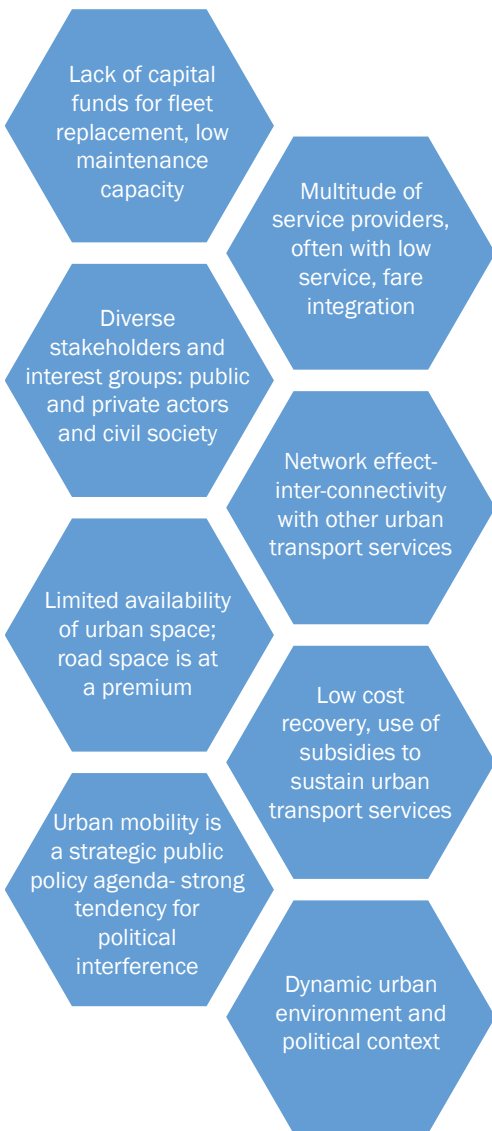 Lack of capital
funds for fleet
replacement, low
maintenance
capacity
Multitude of
service providers,
often with low
service, fare
integration
Diverse
stakeholders and
interest groups: public
and private actors
and civil society
Network effect-
inter-connectivity
with other urban
transport services
Limited availability
of urban space;
road space is at
a premium
Low cost
recovery, use of
subsidies to
sustain urban
transport services
Urban mobility is
a strategic public
policy agenda- strong
tendency for
political
interference
Dynamic urban
environment and
political context